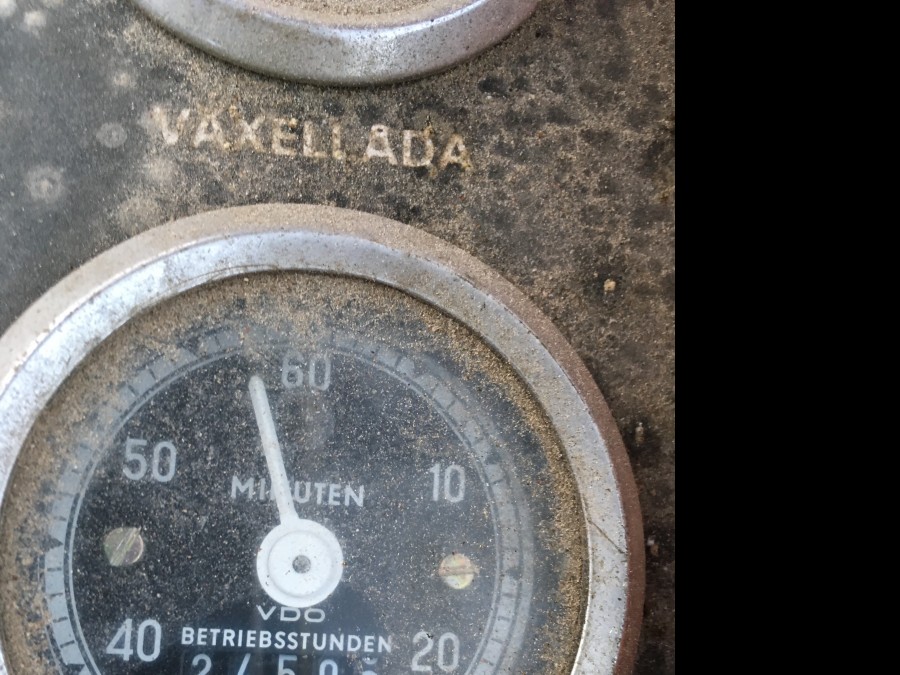 VÄXELLÅDA
60
50
10
MINUTEN
VDO
BETRIEBSSTUNDEN
40
20